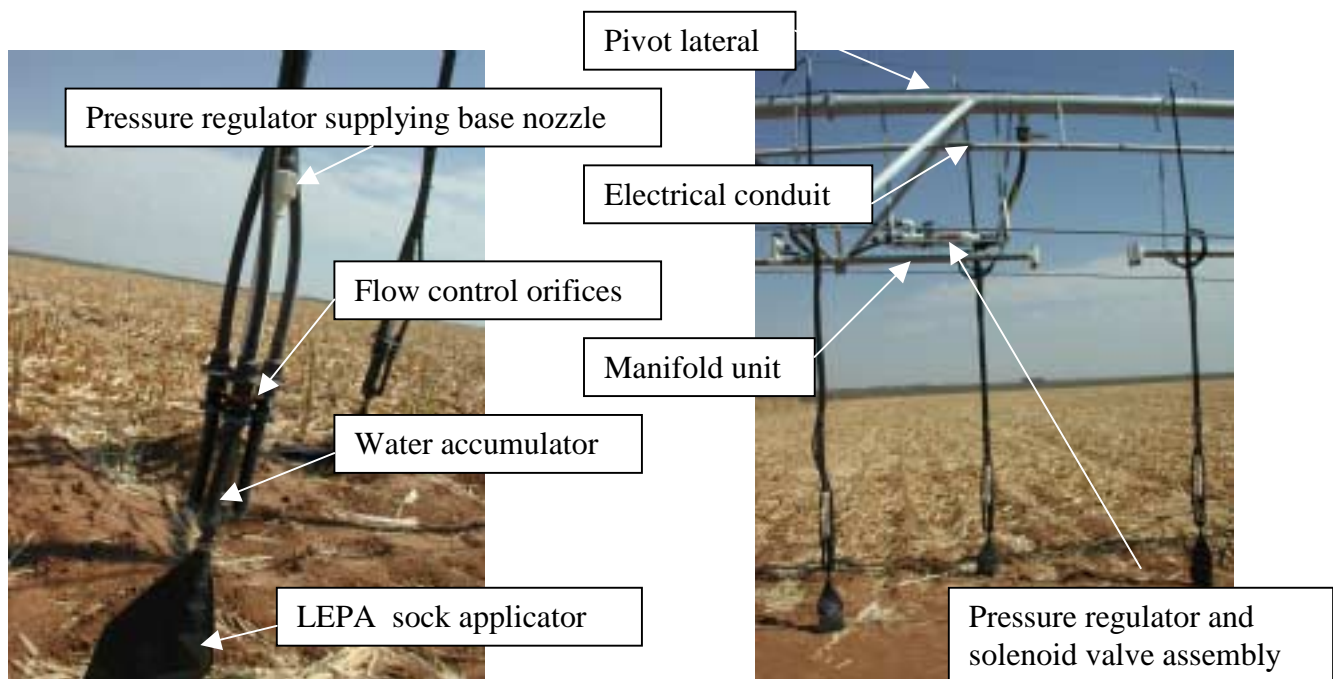 Pressure regulator supplying base nozzle
Flow control orifices
Water accumulator
LEPA sock applicator
Pivot lateral
Electrical conduit
Manifold unit
Pressure regulator and
solenoid valve assembly